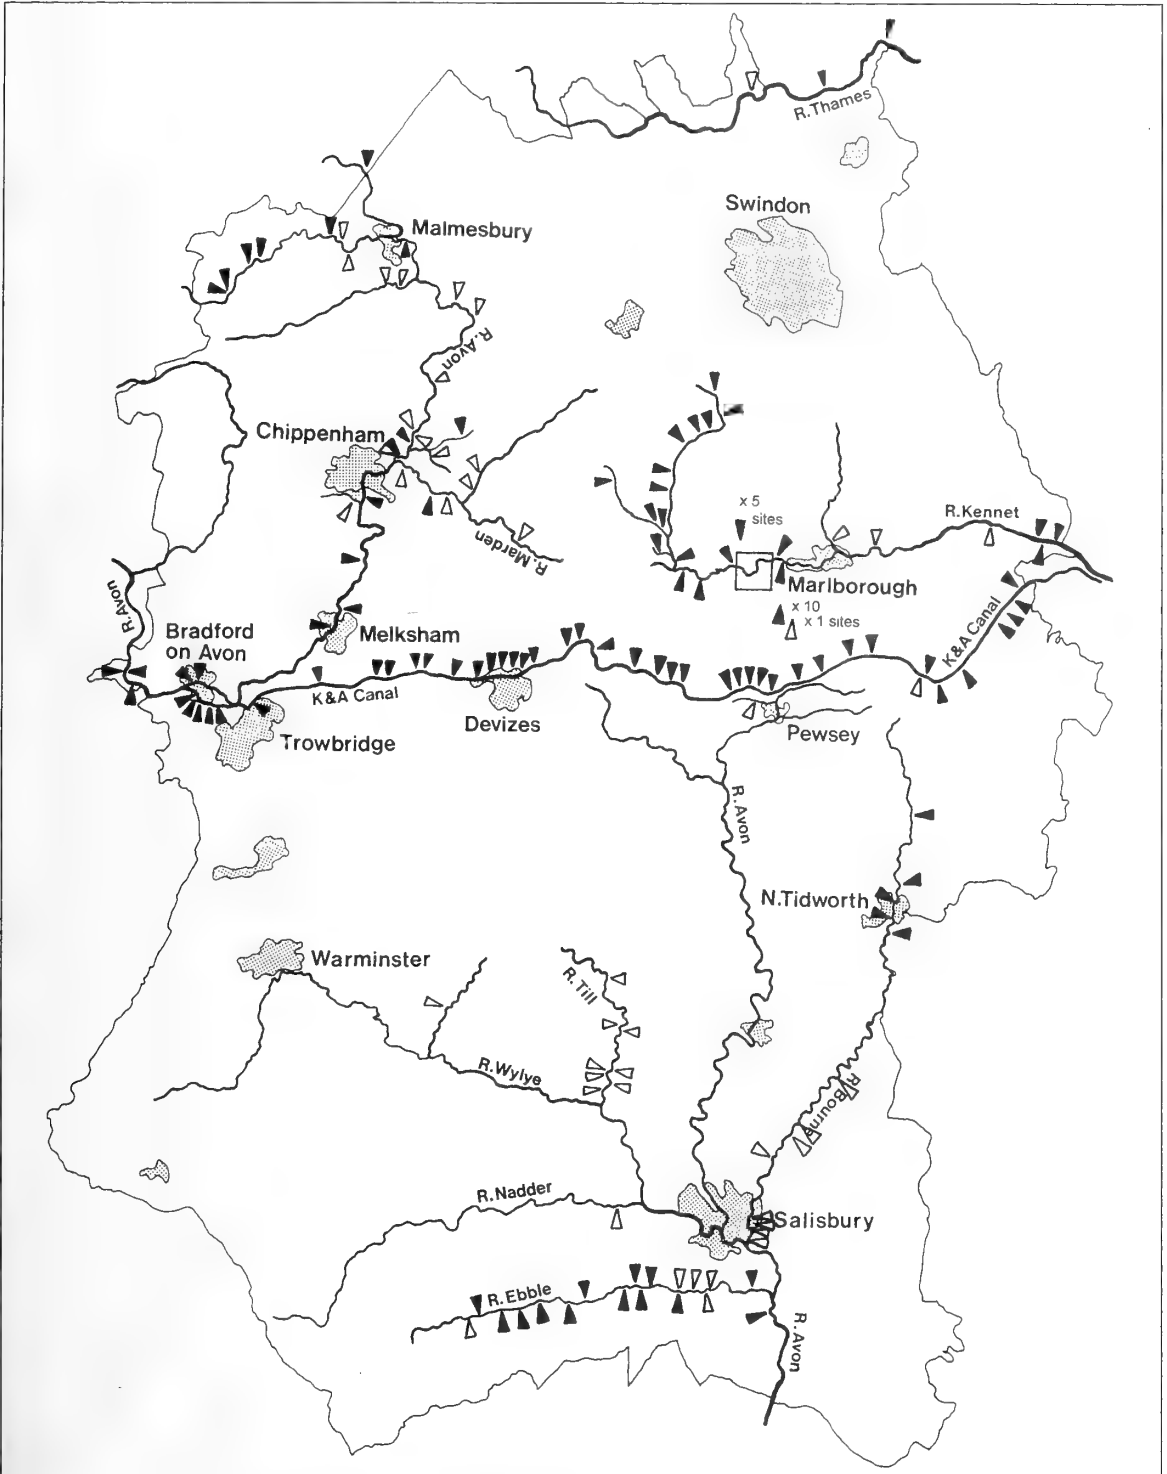 R.Thames
Swindon
Malmesbury
R.Avon
Chippenham
x 5
sites
R.Kennet
R.Marden
Marlborough
x 10
x 1 sites
R.Avon
Bradford
on Avon
Melksham
K&A Canal
K&A Canal
Devizes
Trowbridge
Pewsey
R.Avon
N.Tidworth
Warminster
R.Till
R.Wylye
R.Bourne
R.Nadder
Salisbury
R.Ebble
R.Avon